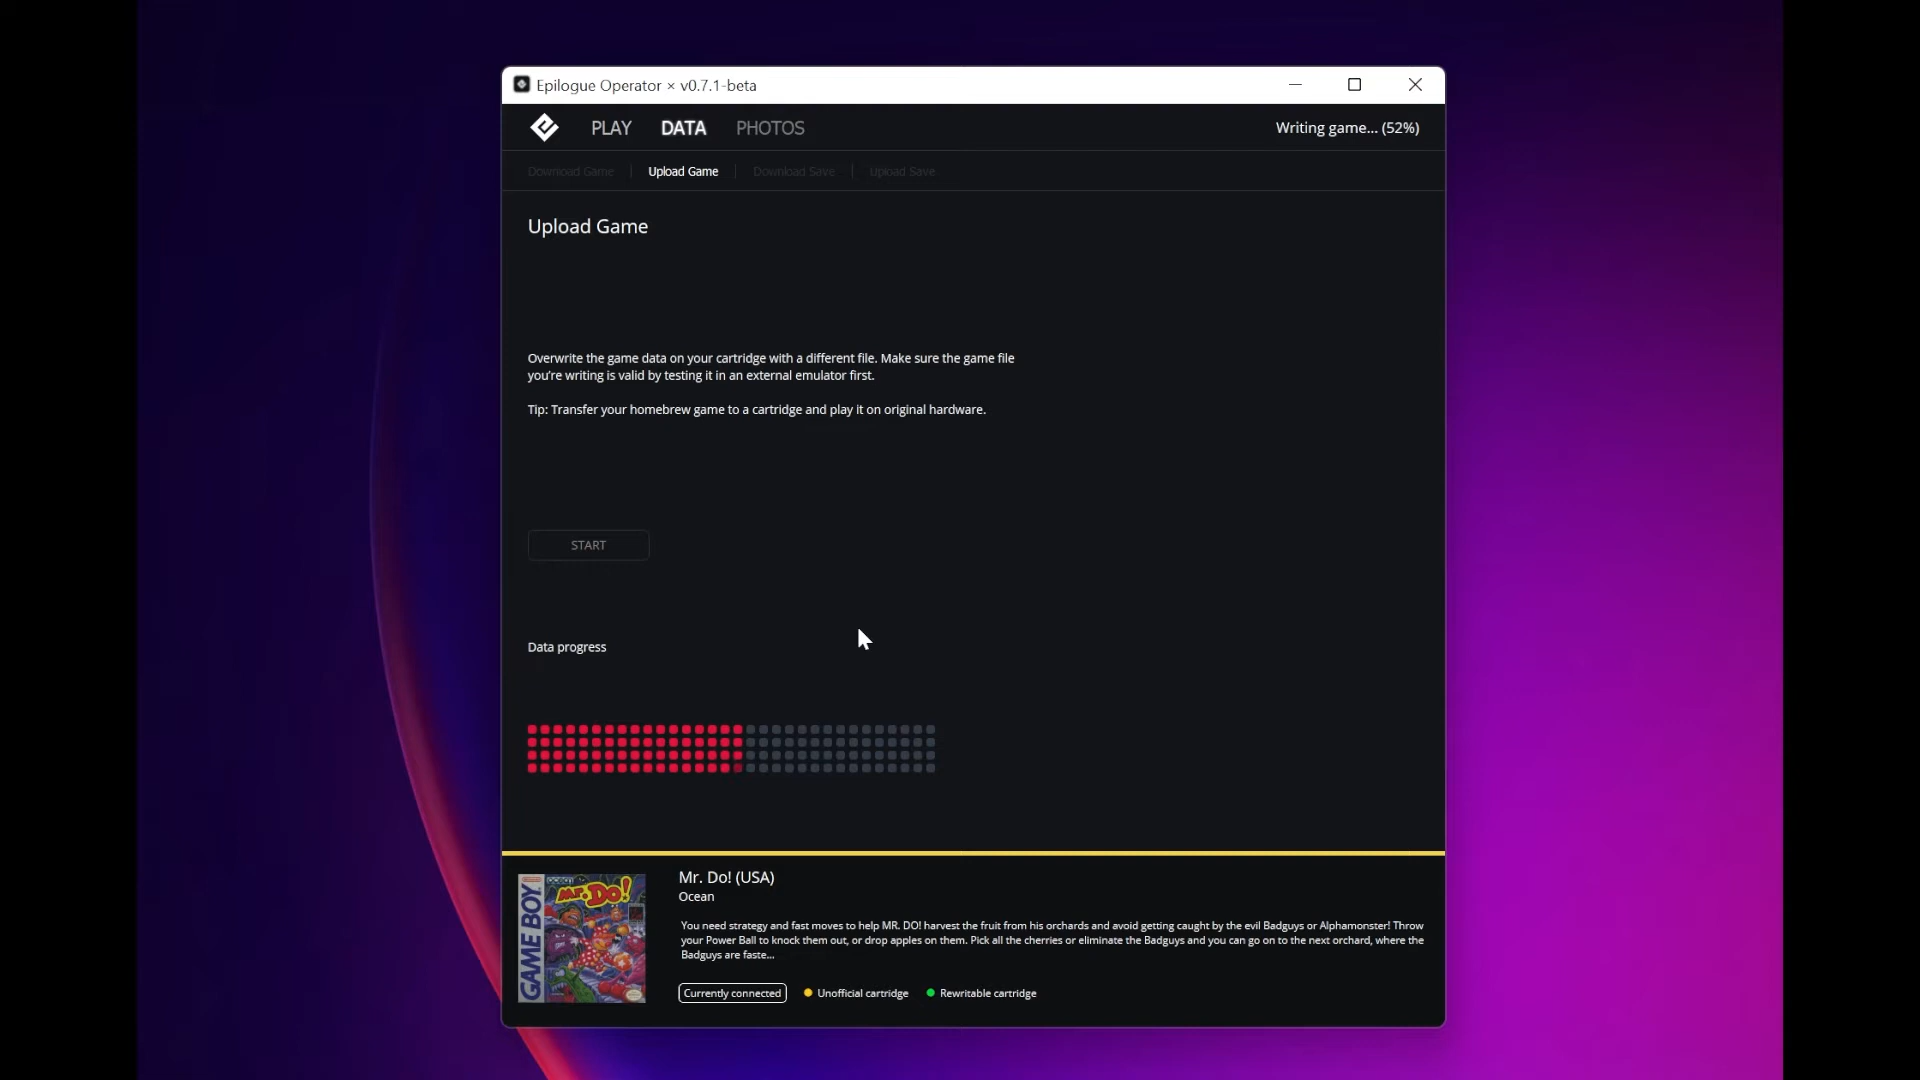 Epilogue Operator × v0.7.1-beta
PLAY DATA PHOTOS Writing game... (52%)
Download Game Upload Game Download Save Upload Save
Upload Game
Overwrite the game data on your cartridge with a different file. Make sure the game file
you're writing is valid by testing it in an external emulator first.
Tip: Transfer your homebrew game to a cartridge and play it on original hardware.
START
Data progress
GAME BOY
Mr. Do!
Mr. Do! (USA)
Ocean
You need strategy and fast moves to help MR. DO! harvest the fruit from his orchards and avoid getting caught by the evil Badguys or Alphamonster! Throw
your Power Ball to knock them out, or drop apples on them. Pick all the cherries or eliminate the Badguys and you can go on to the next orchard, where the
Badguys are faste...
Currently connected Unofficial cartridge Rewritable cartridge